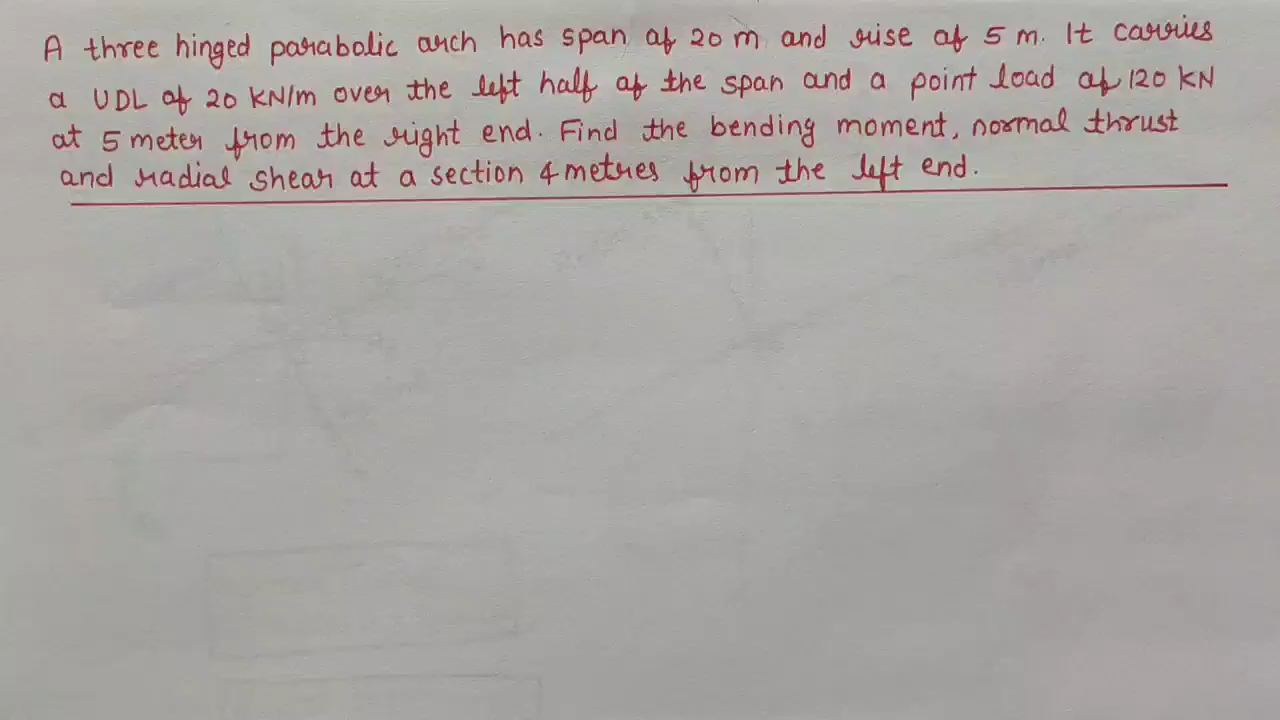 A three hinged parabolic arch has span of 20 m and rise of 5 m. It carries
a UDL of 20 KN/m over the left half of the span and a point load of 120 KN
at 5 meter from the right end. Find the bending moment, normal thrust
and radial shear at a section 4 metres from the left end.